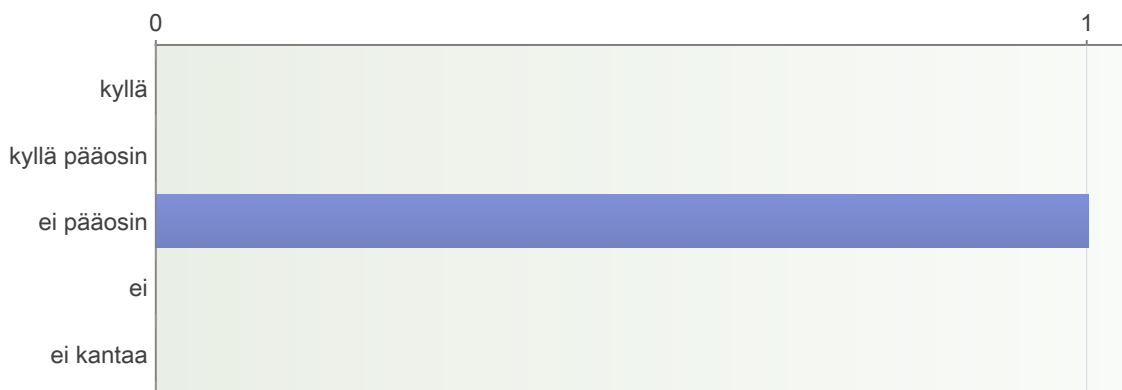 0 1
kyllä
kyllä pääosin
ei pääosin
ei
ei kantaa